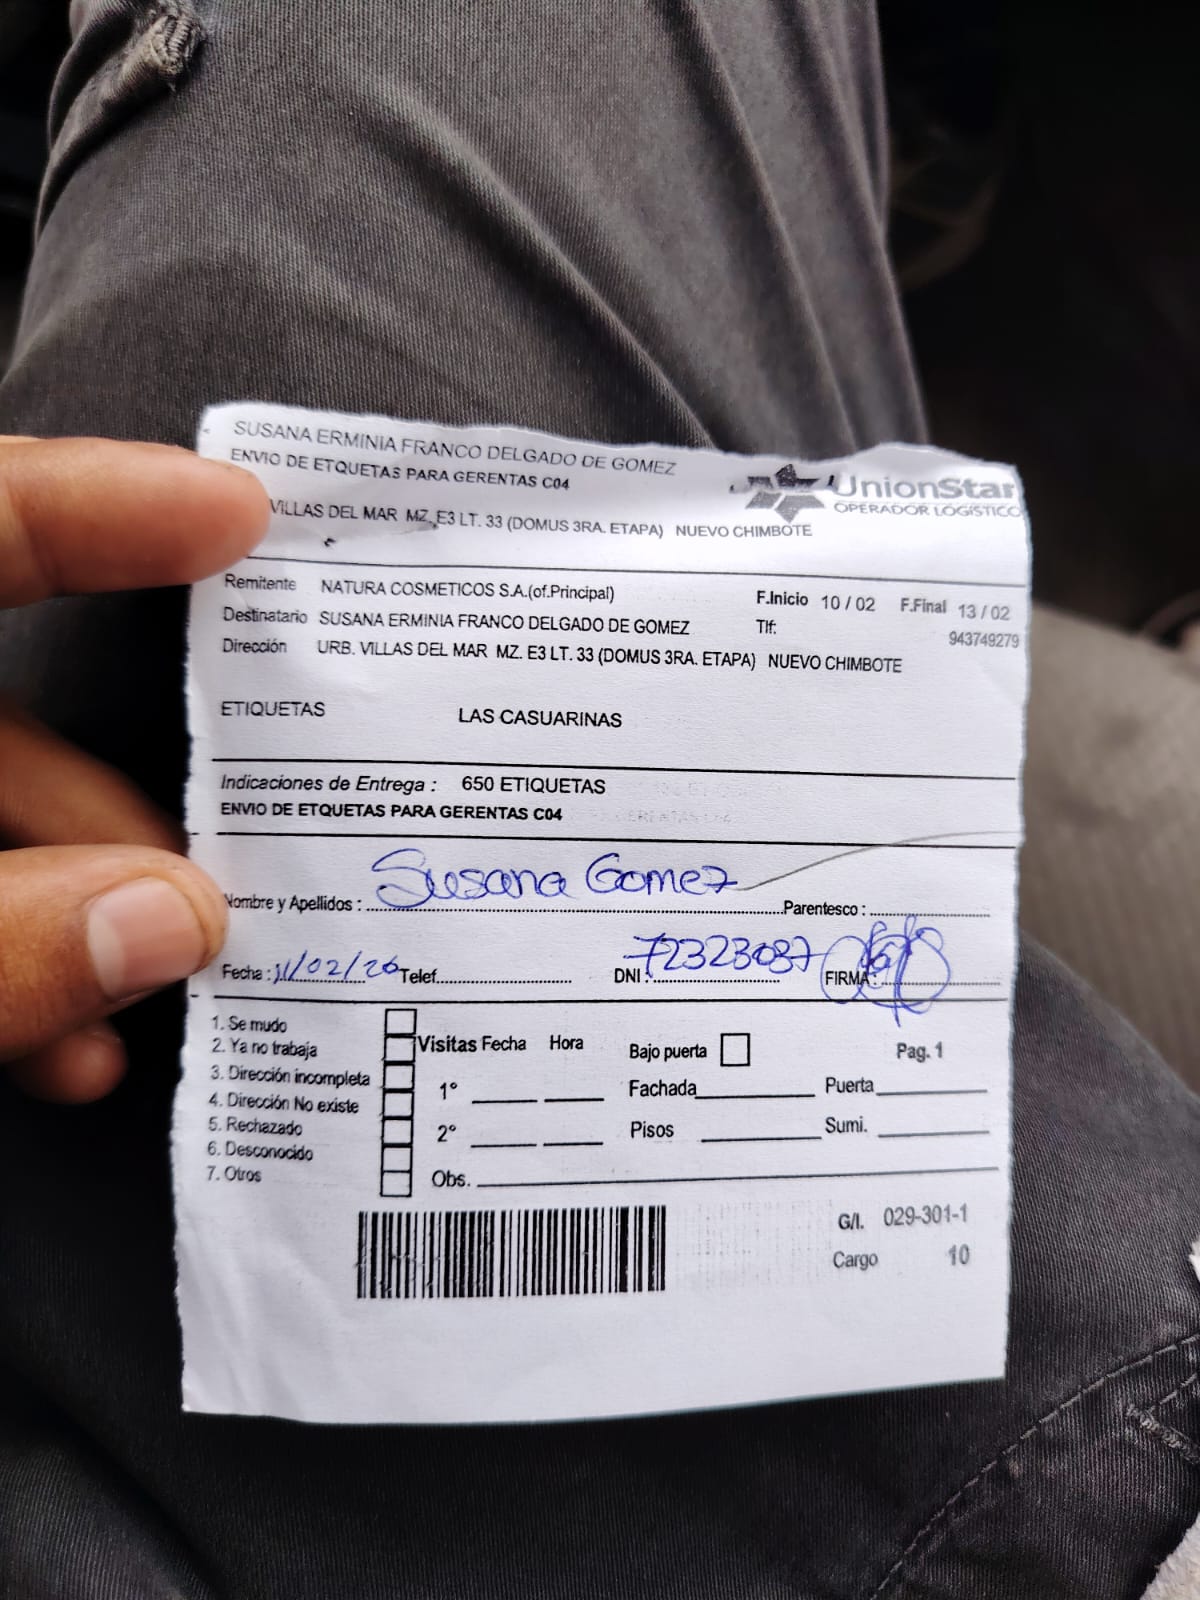 SUSANA ERMINIA FRANCO DELGADO DE GOMEZ
ENVIO DE ETQUETAS PARA GERENTAS C04
UnionStar
OPERADOR LOGÍSTICO
VILLAS DEL MAR MZ. E3 LT. 33 (DOMUS 3RA. ETAPA) NUEVO CHIMBOTE
Remitente NATURA COSMETICOS S.A.(of.Principal) F.Inicio 10 / 02 F.Final 13 / 02
Destinatario SUSANA ERMINIA FRANCO DELGADO DE GOMEZ Tlf: 943749279
Dirección URB. VILLAS DEL MAR MZ. E3 LT. 33 (DOMUS 3RA. ETAPA) NUEVO CHIMBOTE
ETIQUETAS LAS CASUARINAS
Indicaciones de Entrega : 650 ETIQUETAS
ENVIO DE ETQUETAS PARA GERENTAS C04
Nombre y Apellidos : Susana Gomez Parentesco :
Fecha : 11/02/26 Telef. DNI : 72323087 FIRMA :
1. Se mudo
2. Ya no trabaja
3. Dirección incompleta
4. Dirección No existe
5. Rechazado
6. Desconocido
7. Otros
Visitas Fecha Hora Bajo puerta Pag. 1
1° Fachada Puerta
2° Pisos Sumi.
Obs.
G/I. 029-301-1
Cargo 10